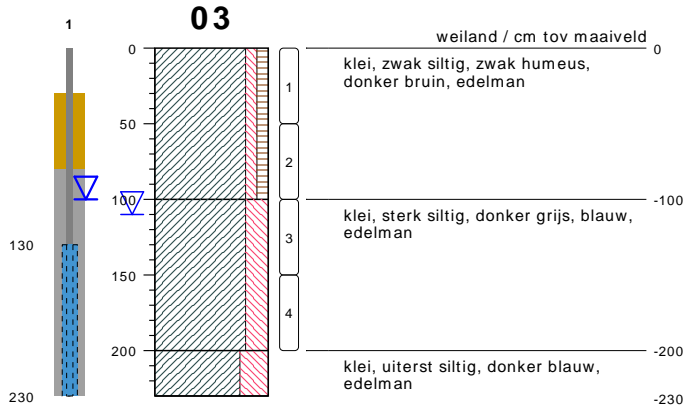 03
1
weiland / cm tov maaiveld
0
0
klei, zwak siltig, zwak humeus,
donker bruin, edelman
1
50
2
100
-100
klei, sterk siltig, donker grijs, blauw,
edelman
3
130
150
4
200
-200
klei, uiterst siltig, donker blauw,
edelman
230
-230